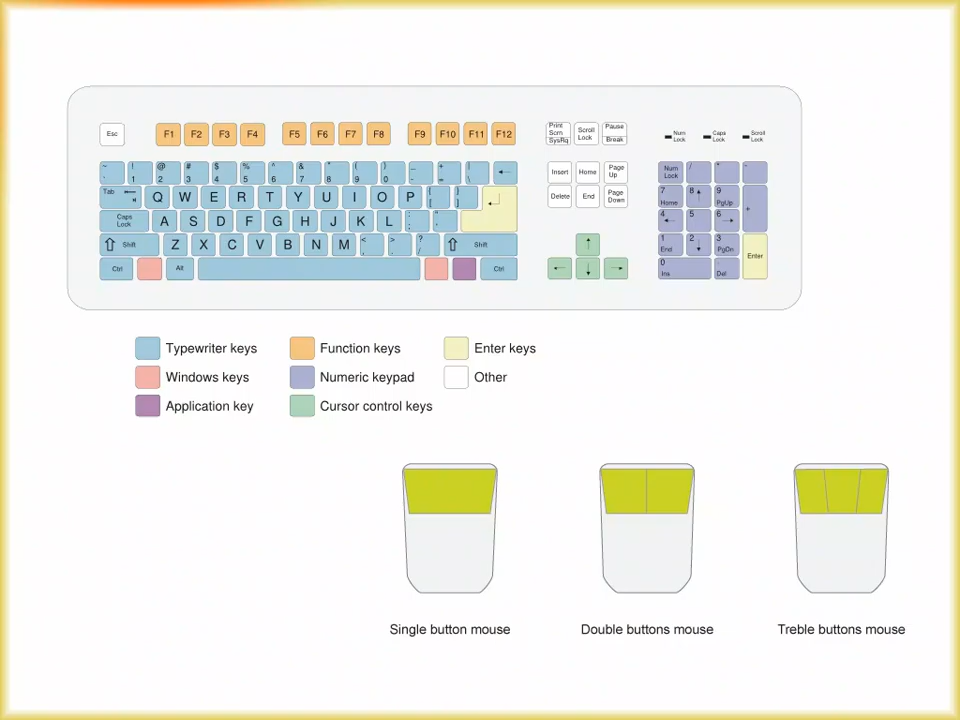 Esc F1 F2 F3 F4 F5 F6 F7 F8 F9 F10 F11 F12
Print Scrn SysRq
Scroll Lock
Pause Break
Num Lock
Caps Lock
Scroll Lock
~ ` ! 1 @ 2 # 3 $ 4 % 5 ^ 6 & 7 * 8 ( 9 ) 0 _ - + = | \ ←
Insert Home Page Up
Num Lock / * -
Tab Q W E R T Y U I O P { [ } ]
Delete End Page Down
7 Home 8 ↑ 9 PgUp +
Caps Lock A S D F G H J K L : ; " '
4 ← 5 6 →
⇧ Shift Z X C V B N M < , > . ? / ⇧ Shift
↑
1 End 2 ↓ 3 PgDn Enter
Ctrl Alt Ctrl
← ↓ →
0 Ins . Del
Typewriter keys Function keys Enter keys
Windows keys Numeric keypad Other
Application key Cursor control keys
Single button mouse Double buttons mouse Treble buttons mouse